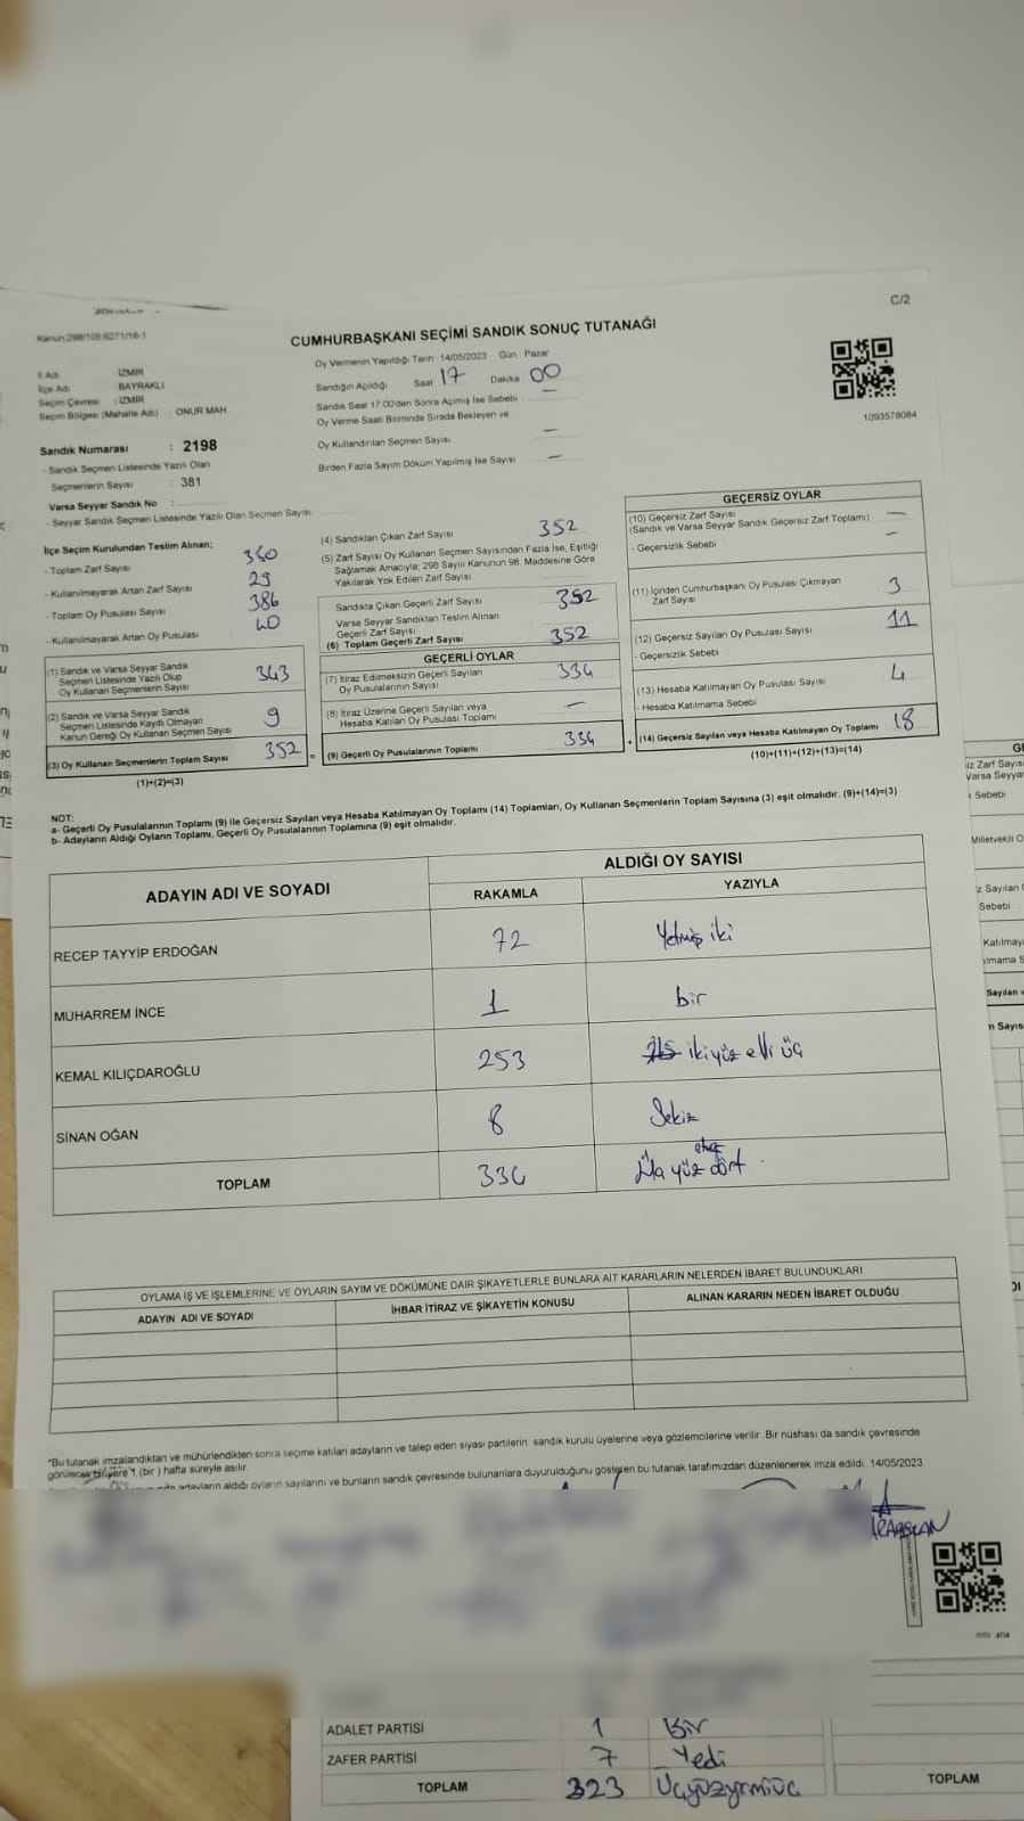 C/2
CUMHURBAŞKANI SEÇİMİ SANDIK SONUÇ TUTANAĞI
Oy Vermenin Yapıldığı Tarih : 14/05/2023 Gün : Pazar
Sandığın Açıldığı Saat 17 Dakika 00
Sandık Saat 17:00'den Sonra Açılmış İse Sebebi —
Oy Verme Saati Bitiminde Sırada Bekleyen ve
Oy Kullandırılan Seçmen Sayısı —
Birden Fazla Sayım Döküm Yapılmış İse Sayısı —
1093578084
İl Adı : İZMİR
İlçe Adı : BAYRAKLI
Seçim Çevresi : İZMİR
Seçim Bölgesi (Mahalle Adı) : ONUR MAH
Sandık Numarası : 2198
- Sandık Seçmen Listesinde Yazılı Olan
Seçmenlerin Sayısı : 381
Varsa Seyyar Sandık No :
- Seyyar Sandık Seçmen Listesinde Yazılı Olan Seçmen Sayısı
İlçe Seçim Kurulundan Teslim Alınan;
- Toplam Zarf Sayısı
- Kullanılmayarak Artan Zarf Sayısı 29
- Toplam Oy Pusulası Sayısı 386
- Kullanılmayarak Artan Oy Pusulası 40
(1) Sandık ve Varsa Seyyar Sandık
Seçmen Listesinde Yazılı Olup
Oy Kullanan Seçmenlerin Sayısı 343
(2) Sandık ve Varsa Seyyar Sandık
Seçmen Listesinde Kayıtlı Olmayan
Kanun Gereği Oy Kullanan Seçmen Sayısı 9
(3) Oy Kullanan Seçmenlerin Toplam Sayısı 352
(1)+(2)=(3)
(4) Sandıktan Çıkan Zarf Sayısı 352
(5) Zarf Sayısı Oy Kullanan Seçmen Sayısından Fazla İse, Eşitliği
Sağlamak Amacıyla; 298 Sayılı Kanunun 98. Maddesine Göre
Yakılarak Yok Edilen Zarf Sayısı
Sandıkta Çıkan Geçerli Zarf Sayısı 352
Varsa Seyyar Sandıktan Teslim Alınan
Geçerli Zarf Sayısı
(6) Toplam Geçerli Zarf Sayısı 352
GEÇERLİ OYLAR
(7) İtiraz Edilmeksizin Geçerli Sayılan
Oy Pusulalarının Sayısı 334
(8) İtiraz Üzerine Geçerli Sayılan veya
Hesaba Katılan Oy Pusulası Toplamı —
= (9) Geçerli Oy Pusulalarının Toplamı 334
GEÇERSİZ OYLAR
(10) Geçersiz Zarf Sayısı —
(Sandık ve Varsa Seyyar Sandık Geçersiz Zarf Toplamı) —
- Geçersizlik Sebebi
(11) İçinden Cumhurbaşkanı Oy Pusulası Çıkmayan
Zarf Sayısı 3
(12) Geçersiz Sayılan Oy Pusulası Sayısı 11
- Geçersizlik Sebebi
(13) Hesaba Katılmayan Oy Pusulası Sayısı 4
- Hesaba Katılmama Sebebi
+ (14) Geçersiz Sayılan veya Hesaba Katılmayan Oy Toplamı 18
(10)+(11)+(12)+(13)=(14)
NOT:
a- Geçerli Oy Pusulalarının Toplamı (9) ile Geçersiz Sayılan veya Hesaba Katılmayan Oy Toplamı (14) Toplamları, Oy Kullanan Seçmenlerin Toplam Sayısına (3) eşit olmalıdır. (9)+(14)=(3)
b- Adayların Aldığı Oyların Toplamı, Geçerli Oy Pusulalarının Toplamına (9) eşit olmalıdır.
ADAYIN ADI VE SOYADI
ALDIĞI OY SAYISI
RAKAMLA YAZIYLA
RECEP TAYYİP ERDOĞAN 72 Yetmiş iki
MUHARREM İNCE 1 bir
KEMAL KILIÇDAROĞLU 253 ikiyüz elli üç
SİNAN OĞAN 8 Sekiz
TOPLAM 334 yüz otuz dört
OYLAMA İŞ VE İŞLEMLERİNE VE OYLARIN SAYIM VE DÖKÜMÜNE DAİR ŞİKAYETLERLE BUNLARA AİT KARARLARIN NELERDEN İBARET BULUNDUKLARI
ADAYIN ADI VE SOYADI İHBAR İTİRAZ VE ŞİKAYETİN KONUSU ALINAN KARARIN NEDEN İBARET OLDUĞU
"Bu tutanak imzalandıktan ve mühürlendikten sonra seçime katılan adayların ve talep eden siyasi partilerin sandık kurulu üyelerine veya gözlemcilerine verilir. Bir nüshası da sandık çevresinde
1 (bir) hafta süreyle asılır.
adayların aldığı oyların sayılarını ve bunların sandık çevresinde bulunanlara duyurulduğunu gösteren bu tutanak tarafımızdan düzenlenerek imza edildi. 14/05/2023
ADALET PARTİSİ 1 Bir
ZAFER PARTİSİ 7 Yedi
TOPLAM 323 Üçyüzyirmiüç
TOPLAM